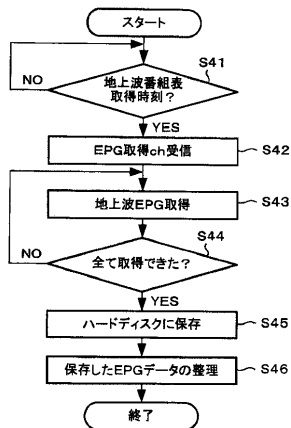 スタート
S41
地上波番組表
取得時刻?
NO
YES
EPG取得ch受信
S42
地上波EPG取得
S43
S44
全て取得できた?
NO
YES
ハードディスクに保存
S45
保存したEPGデータの整理
S46
終了